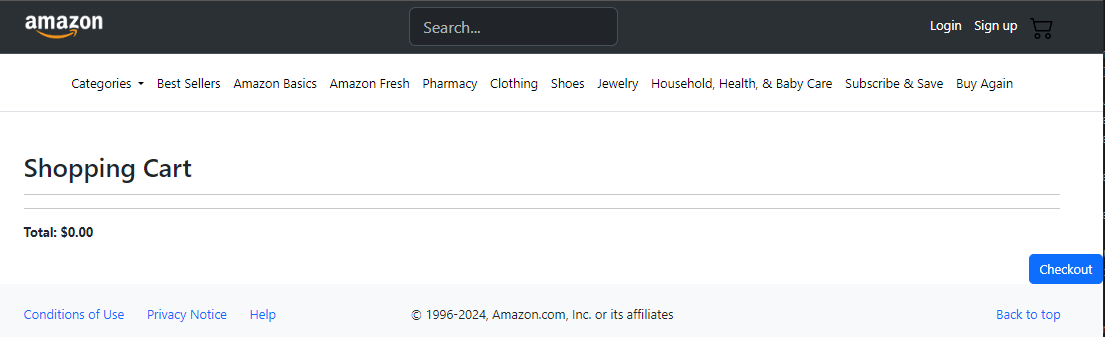 amazon Search... Login Sign up
Categories Best Sellers Amazon Basics Amazon Fresh Pharmacy Clothing Shoes Jewelry Household, Health, & Baby Care Subscribe & Save Buy Again
Shopping Cart
Total: $0.00
Checkout
Conditions of Use Privacy Notice Help © 1996-2024, Amazon.com, Inc. or its affiliates Back to top